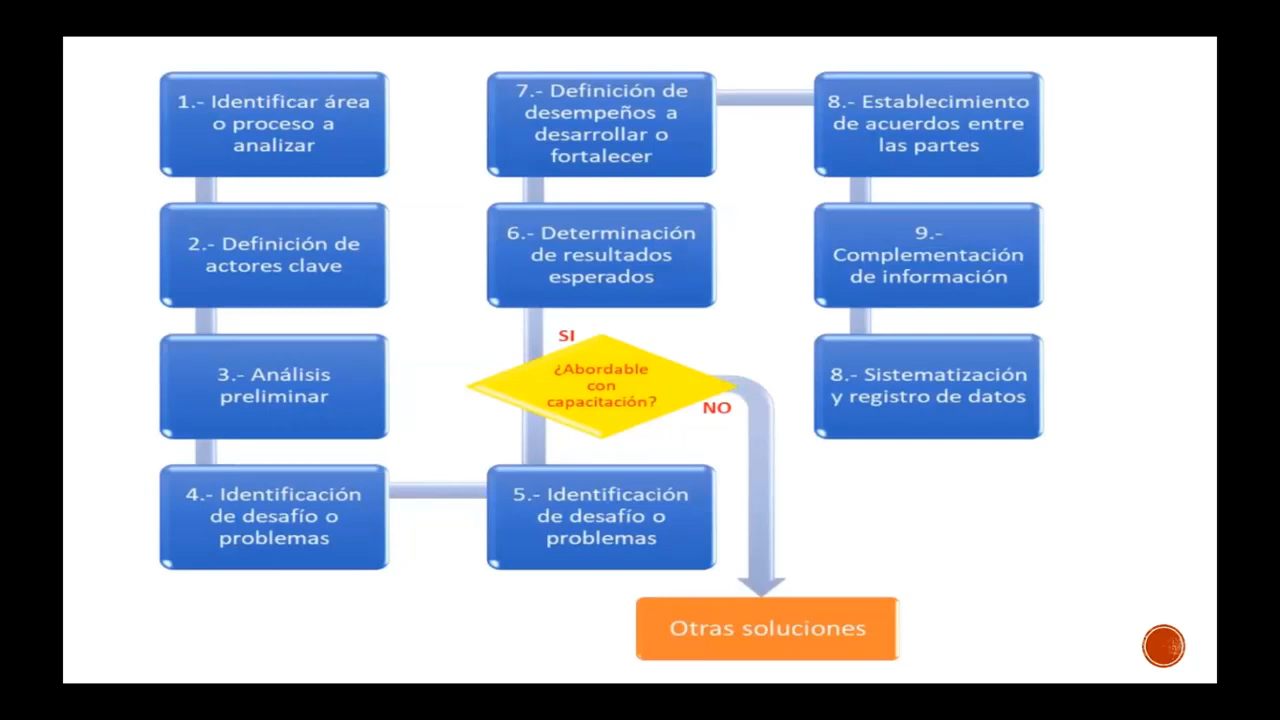 1.- Identificar área
o proceso a
analizar
2.- Definición de
actores clave
3.- Análisis
preliminar
4.- Identificación
de desafío o
problemas
5.- Identificación
de desafío o
problemas
¿Abordable
con
capacitación?
SI
NO
Otras soluciones
6.- Determinación
de resultados
esperados
7.- Definición de
desempeños a
desarrollar o
fortalecer
8.- Establecimiento
de acuerdos entre
las partes
9.-
Complementación
de información
8.- Sistematización
y registro de datos